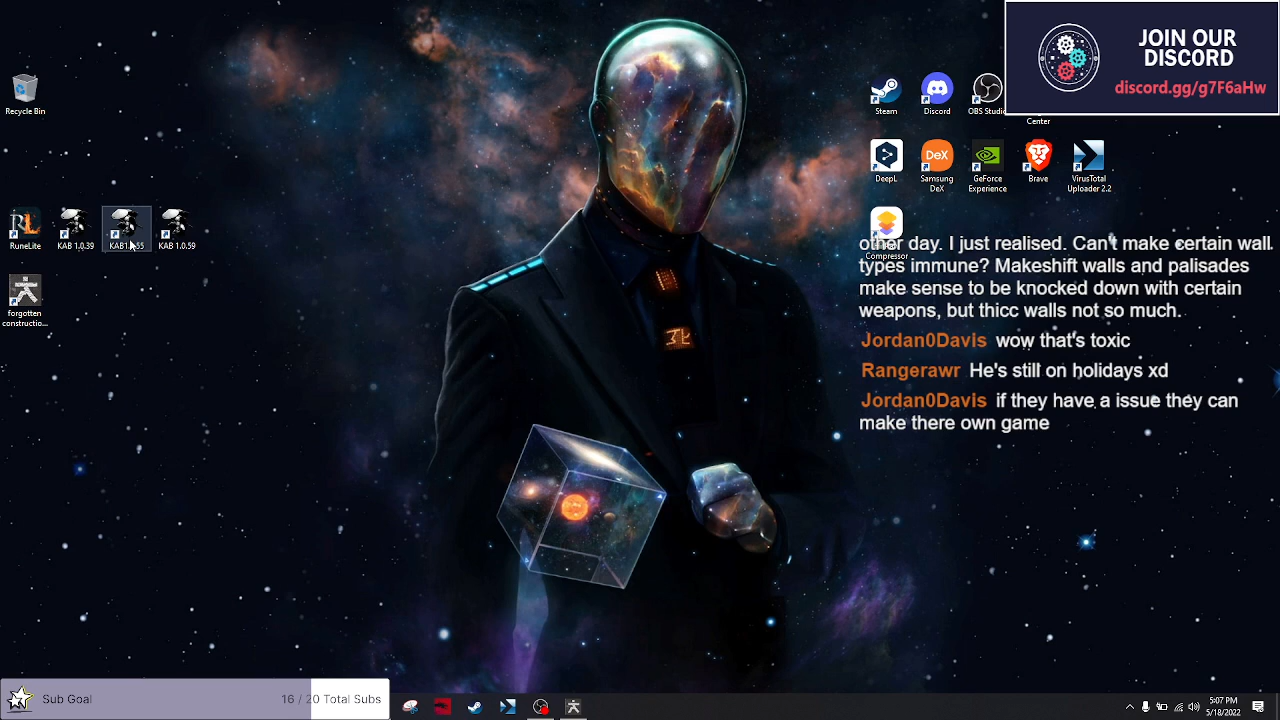 JOIN OUR
DISCORD
discord.gg/g7F6aHw
Recycle Bin
Steam
Discord
OBS Studio
Center
DeepL
Samsung
DeX
GeForce
Experience
Brave
VirusTotal
Uploader 2.2
DeX
RL
RuneLite
KAB 1.0.39
KAB 1.0.59
Compressor
forgotten
constructio...
other day. I just realised. Can't make certain wall
types immune? Makeshift walls and palisades
make sense to be knocked down with certain
weapons, but thicc walls not so much.
Jordan0Davis wow that's toxic
Rangerawr He's still on holidays xd
Jordan0Davis if they have a issue they can
make there own game
Sub Goal
16 / 20 Total Subs
5:07 PM
5/18/2022